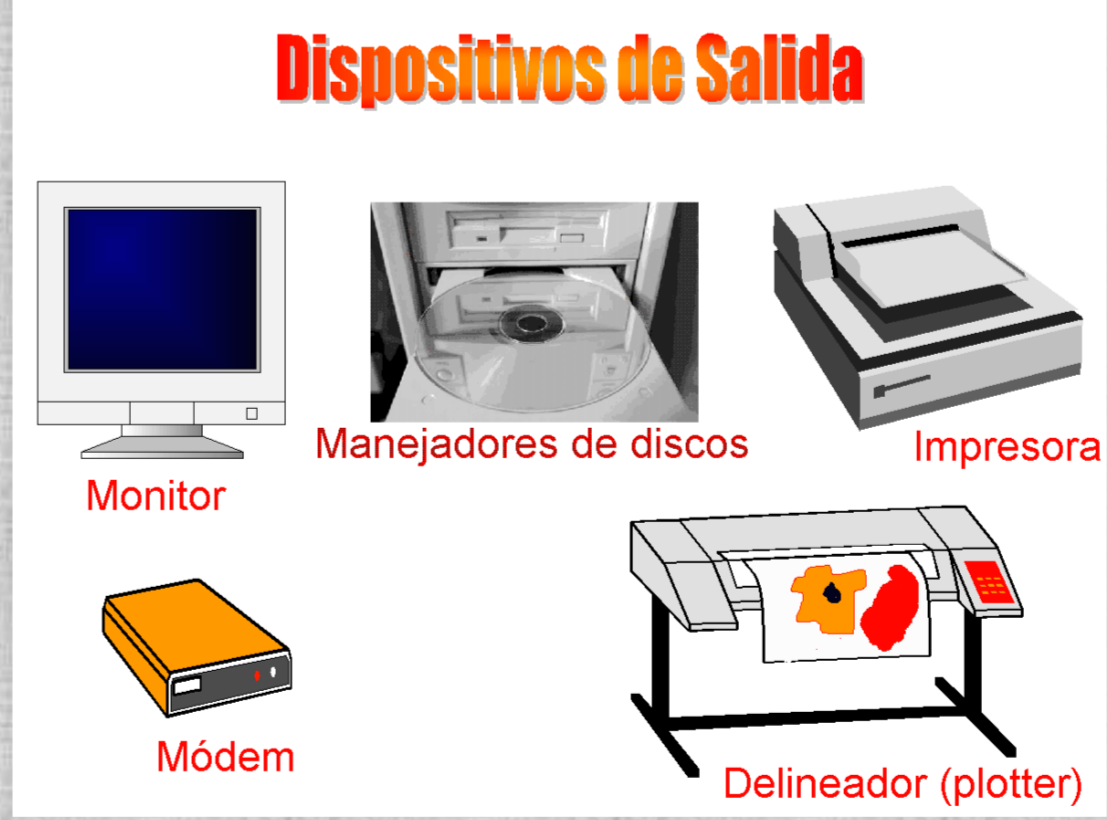 Dispositivos de Salida
Manejadores de discos
Impresora
Monitor
Módem
Delineador (plotter)